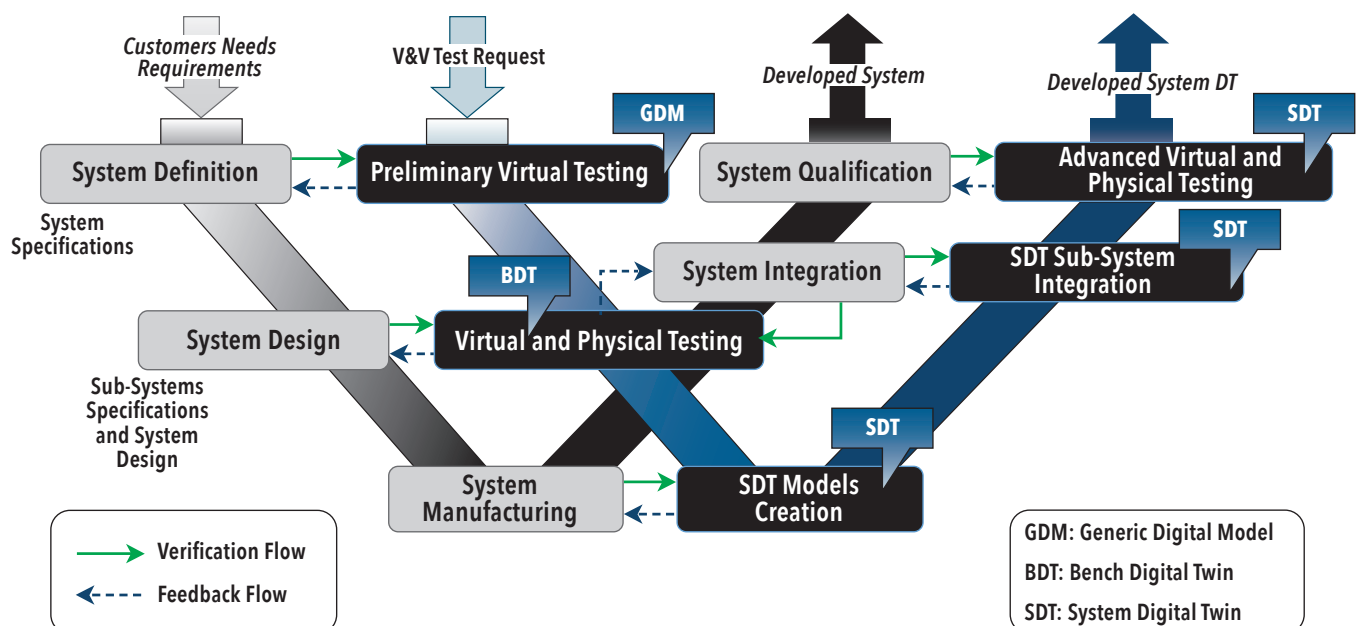 Customers Needs
Requirements
V&V Test Request
Developed System
Developed System DT
GDM
SDT
System Definition
Preliminary Virtual Testing
System Qualification
Advanced Virtual and
Physical Testing
System
Specifications
SDT
BDT
System Integration
SDT Sub-System
Integration
System Design
Virtual and Physical Testing
Sub-Systems
Specifications
and System
Design
SDT
System
Manufacturing
SDT Models
Creation
Verification Flow
Feedback Flow
GDM: Generic Digital Model
BDT: Bench Digital Twin
SDT: System Digital Twin